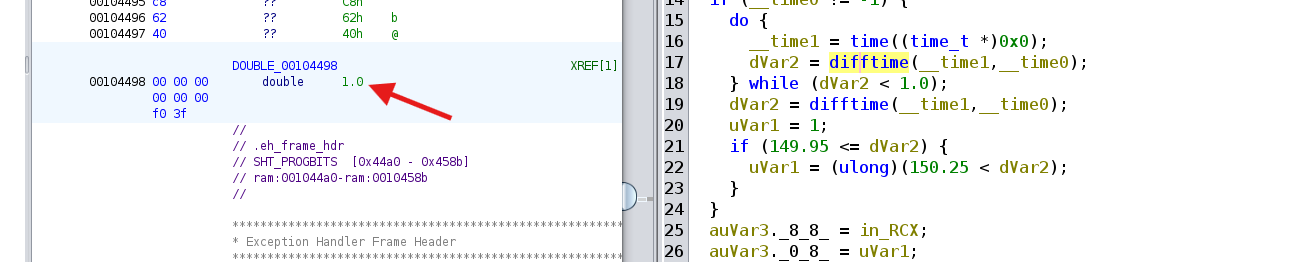 00104495 c8 ?? C8h
00104496 62 ?? 62h b
00104497 40 ?? 40h @
DOUBLE_00104498 XREF[1]
00104498 00 00 00 double 1.0
00 00 00
f0 3f
//
// .eh_frame_hdr
// SHT_PROGBITS [0x44a0 - 0x458b]
// ram:001044a0-ram:0010458b
//
************************************************************
* Exception Handler Frame Header
************************************************************
14 if (__time0 != -1) {
15 do {
16 __time1 = time((time_t *)0x0);
17 dVar2 = difftime(__time1,__time0);
18 } while (dVar2 < 1.0);
19 dVar2 = difftime(__time1,__time0);
20 uVar1 = 1;
21 if (149.95 <= dVar2) {
22 uVar1 = (ulong)(150.25 < dVar2);
23 }
24 }
25 auVar3._8_8_ = in_RCX;
26 auVar3._0_8_ = uVar1;